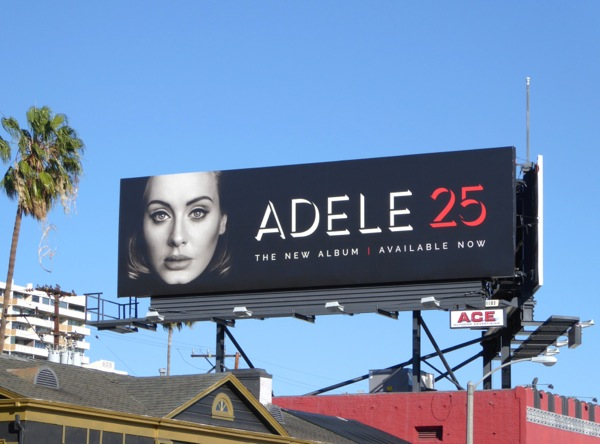 ADELE 25
THE NEW ALBUM | AVAILABLE NOW
ACE